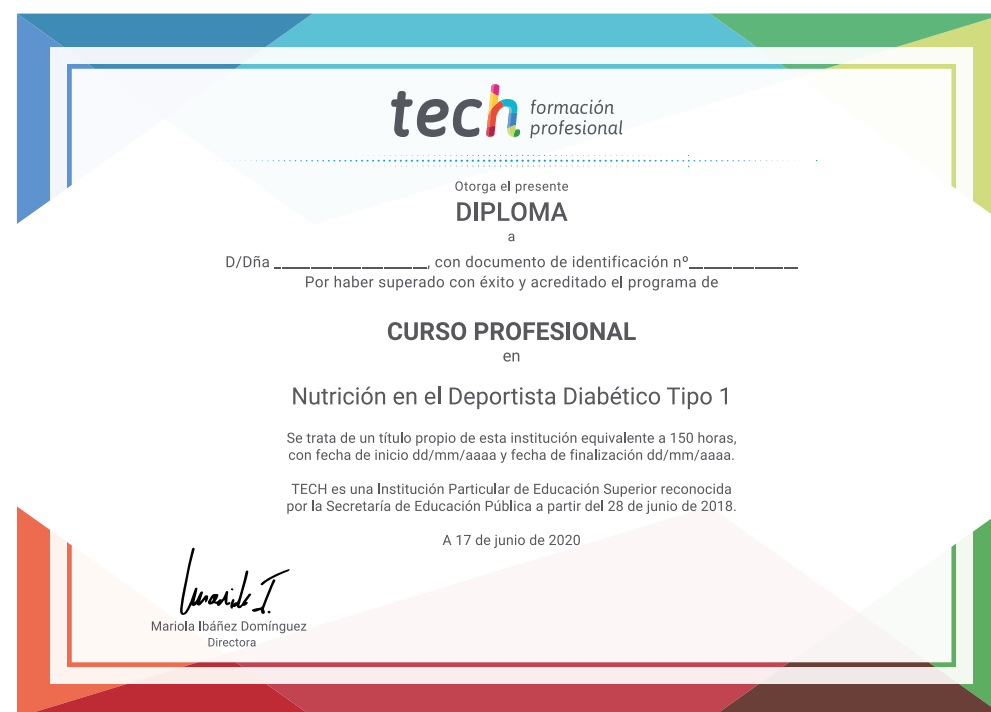 tech formación
profesional
Otorga el presente
DIPLOMA
a
D/Dña ____________________, con documento de identificación nº______________
Por haber superado con éxito y acreditado el programa de
CURSO PROFESIONAL
en
Nutrición en el Deportista Diabético Tipo 1
Se trata de un título propio de esta institución equivalente a 150 horas,
con fecha de inicio dd/mm/aaaa y fecha de finalización dd/mm/aaaa.
TECH es una Institución Particular de Educación Superior reconocida
por la Secretaría de Educación Pública a partir del 28 de junio de 2018.
A 17 de junio de 2020
Mariola I.
Mariola Ibáñez Domínguez
Directora